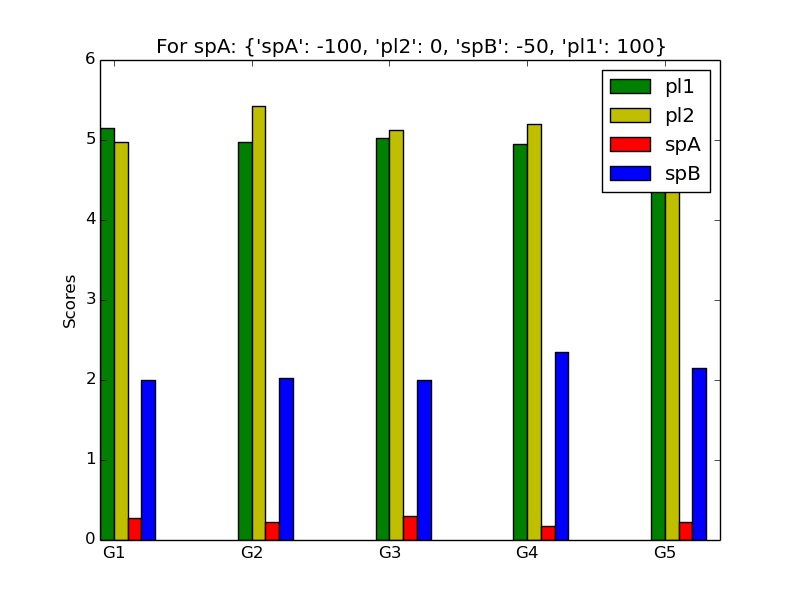 For spA: {'spA': -100, 'pl2': 0, 'spB': -50, 'pl1': 100}
6
5
4
3
2
1
0
Scores
pl1
pl2
spA
spB
G1 G2 G3 G4 G5